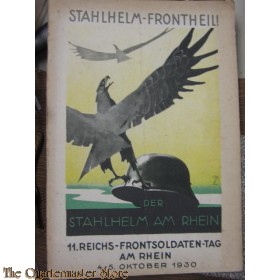 STAHLHELM-FRONTHEIL!
DER
STAHLHELM AM RHEIN
11. REICHS-FRONTSOLDATEN-TAG
AM RHEIN
4./5. OKTOBER 1930
© The Quartermaster Store